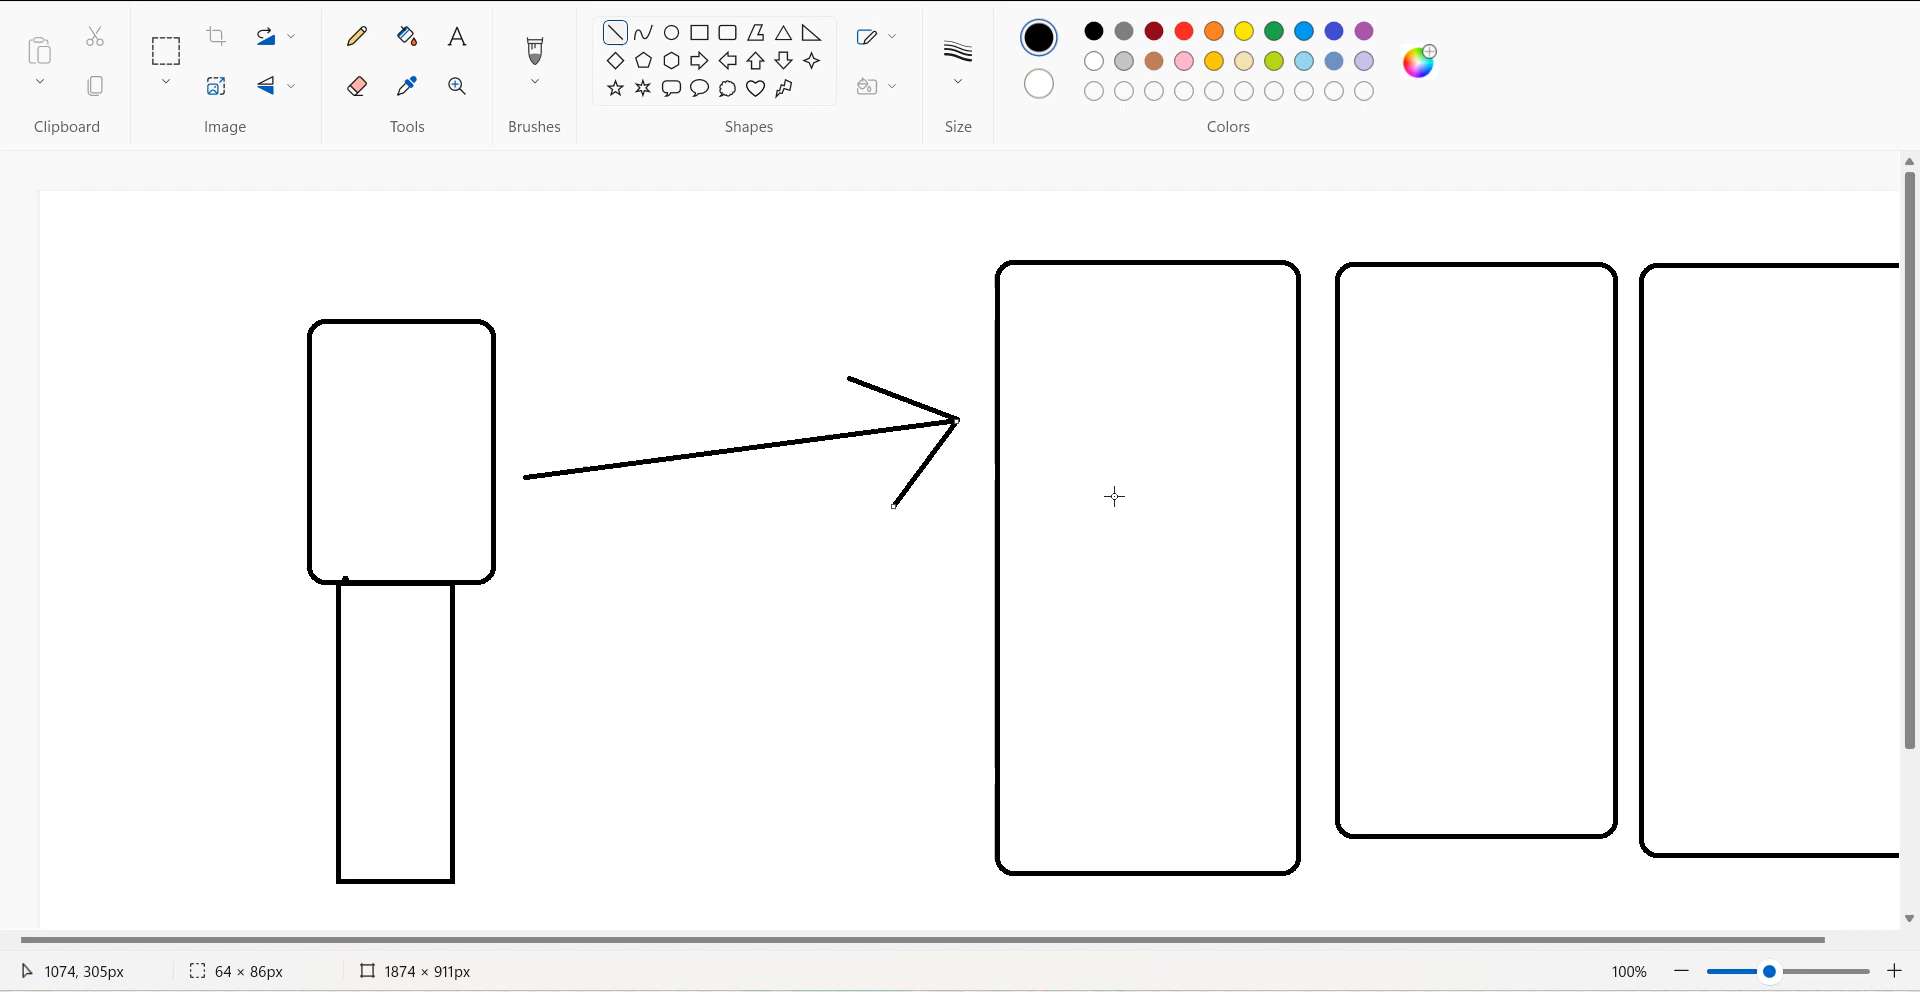 Clipboard
Image
Tools
Brushes
Shapes
Size
Colors
1074, 305px
64 × 86px
1874 × 911px
100%